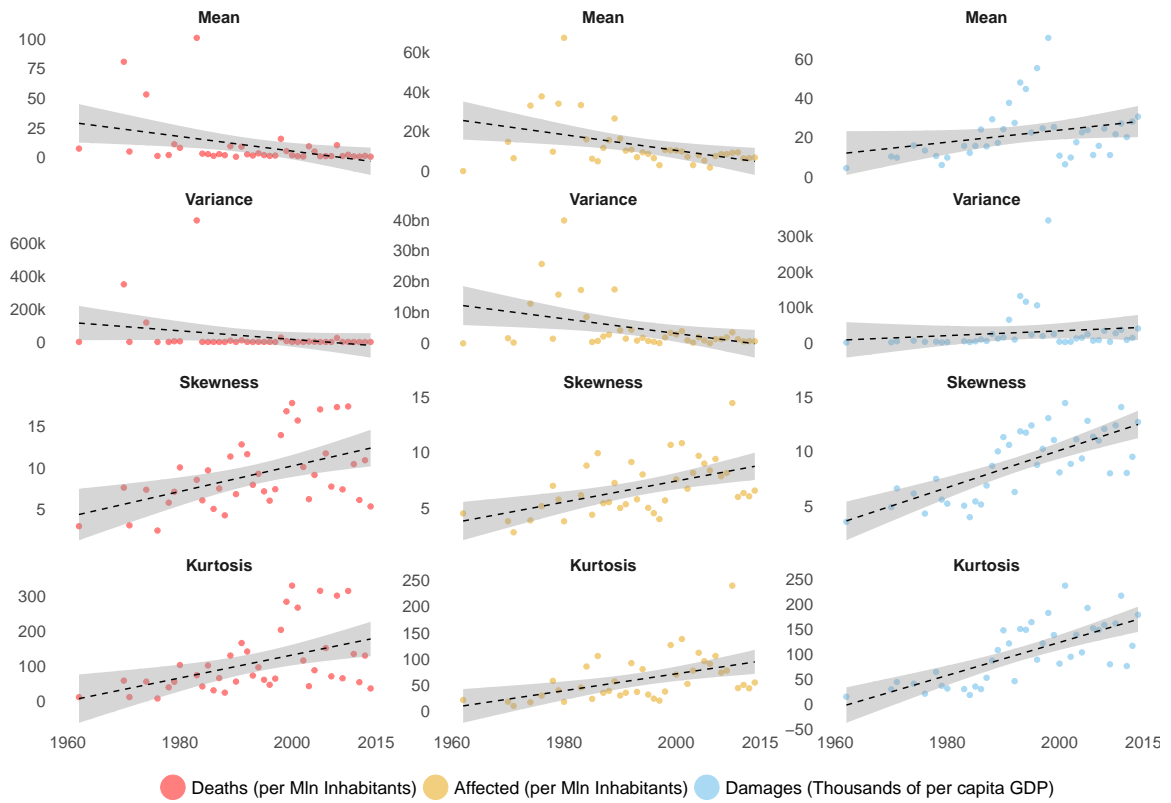 Mean Mean Mean
100
75
50
25
0
60k
40k
20k
0
60
40
20
0
Variance Variance Variance
600k
400k
200k
0
40bn
30bn
20bn
10bn
0
300k
200k
100k
0
Skewness Skewness Skewness
15
10
5
15
10
5
15
10
5
Kurtosis Kurtosis Kurtosis
300
200
100
0
250
200
150
100
50
0
250
200
150
100
50
0
−50
1960 1980 2000 2015 1960 1980 2000 2015 1960 1980 2000 2015
Deaths (per Mln Inhabitants) Affected (per Mln Inhabitants) Damages (Thousands of per capita GDP)